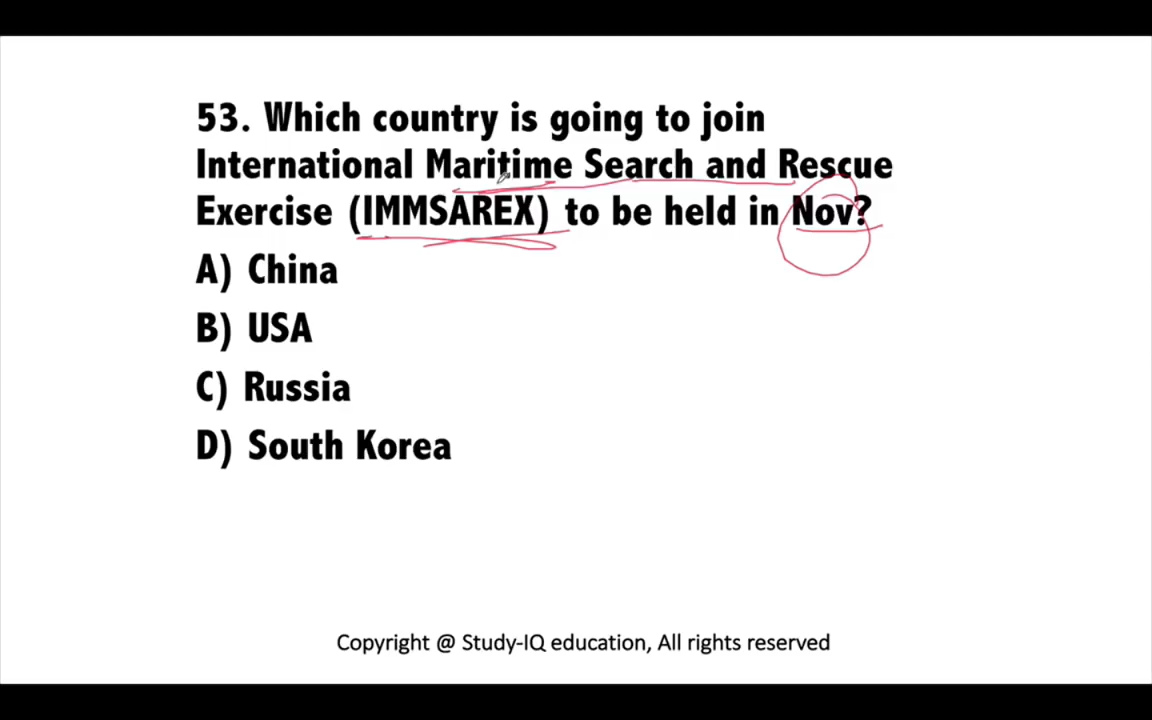 53. Which country is going to join
International Maritime Search and Rescue
Exercise (IMMSAREX) to be held in Nov?
A) China
B) USA
C) Russia
D) South Korea
Copyright @ Study-IQ education, All rights reserved